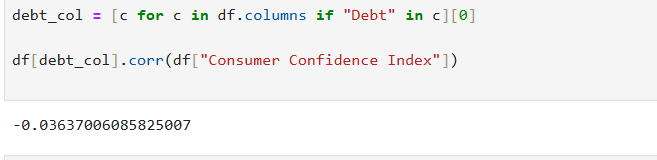 debt_col = [c for c in df.columns if "Debt" in c][0]
df[debt_col].corr(df["Consumer Confidence Index"])
-0.03637006085825007